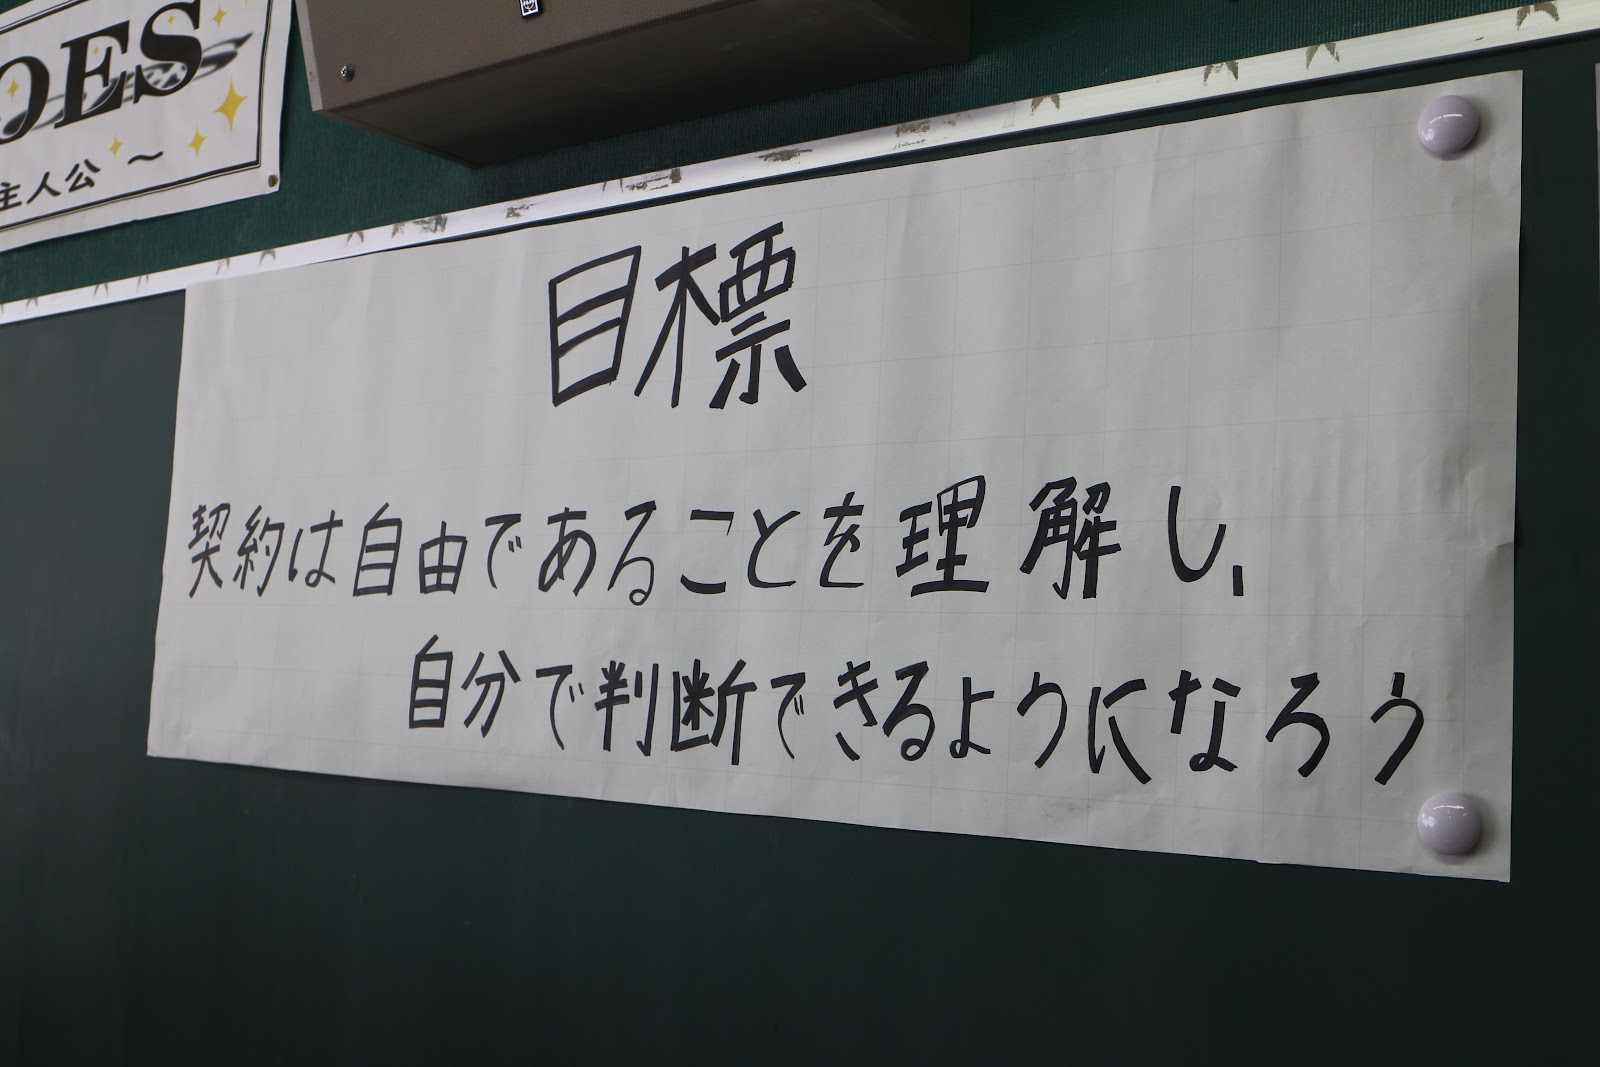 OES
主人公～
目標
契約は自由であることを理解し、
自分で判断できるようになろう